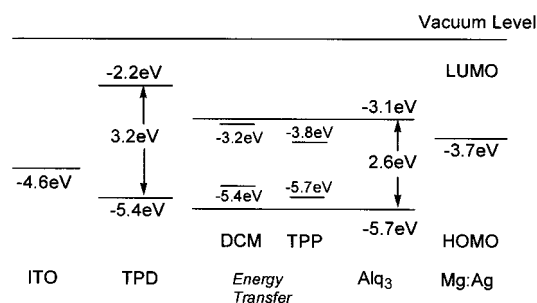 Vacuum Level
-2.2eV
LUMO
-3.1eV
-3.2eV
-3.8eV
3.2eV
2.6eV
-3.7eV
-4.6eV
-5.4eV
-5.4eV
-5.7eV
-5.7eV
DCM TPP
HOMO
ITO TPD Energy Alq₃ Mg:Ag
Transfer